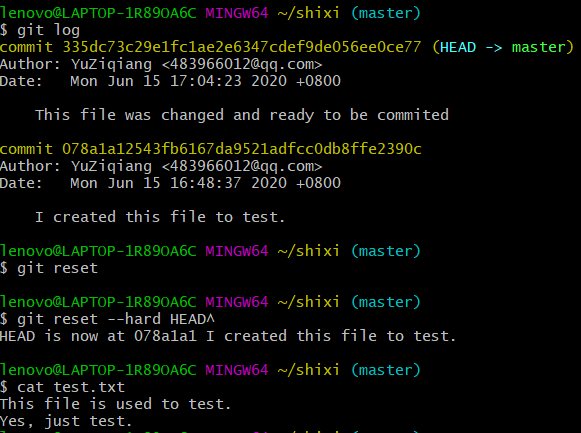 lenovo@LAPTOP-1R89OA6C MINGW64 ~/shixi (master)
$ git log
commit 335dc73c29e1fc1ae2e6347cdef9de056ee0ce77 (HEAD -> master)
Author: YuZiqiang <483966012@qq.com>
Date:   Mon Jun 15 17:04:23 2020 +0800
    This file was changed and ready to be commited
commit 078a1a12543fb6167da9521adfcc0db8ffe2390c
Author: YuZiqiang <483966012@qq.com>
Date:   Mon Jun 15 16:48:37 2020 +0800
    I created this file to test.
lenovo@LAPTOP-1R89OA6C MINGW64 ~/shixi (master)
$ git reset
lenovo@LAPTOP-1R89OA6C MINGW64 ~/shixi (master)
$ git reset --hard HEAD^
HEAD is now at 078a1a1 I created this file to test.
lenovo@LAPTOP-1R89OA6C MINGW64 ~/shixi (master)
$ cat test.txt
This file is used to test.
Yes, just test.